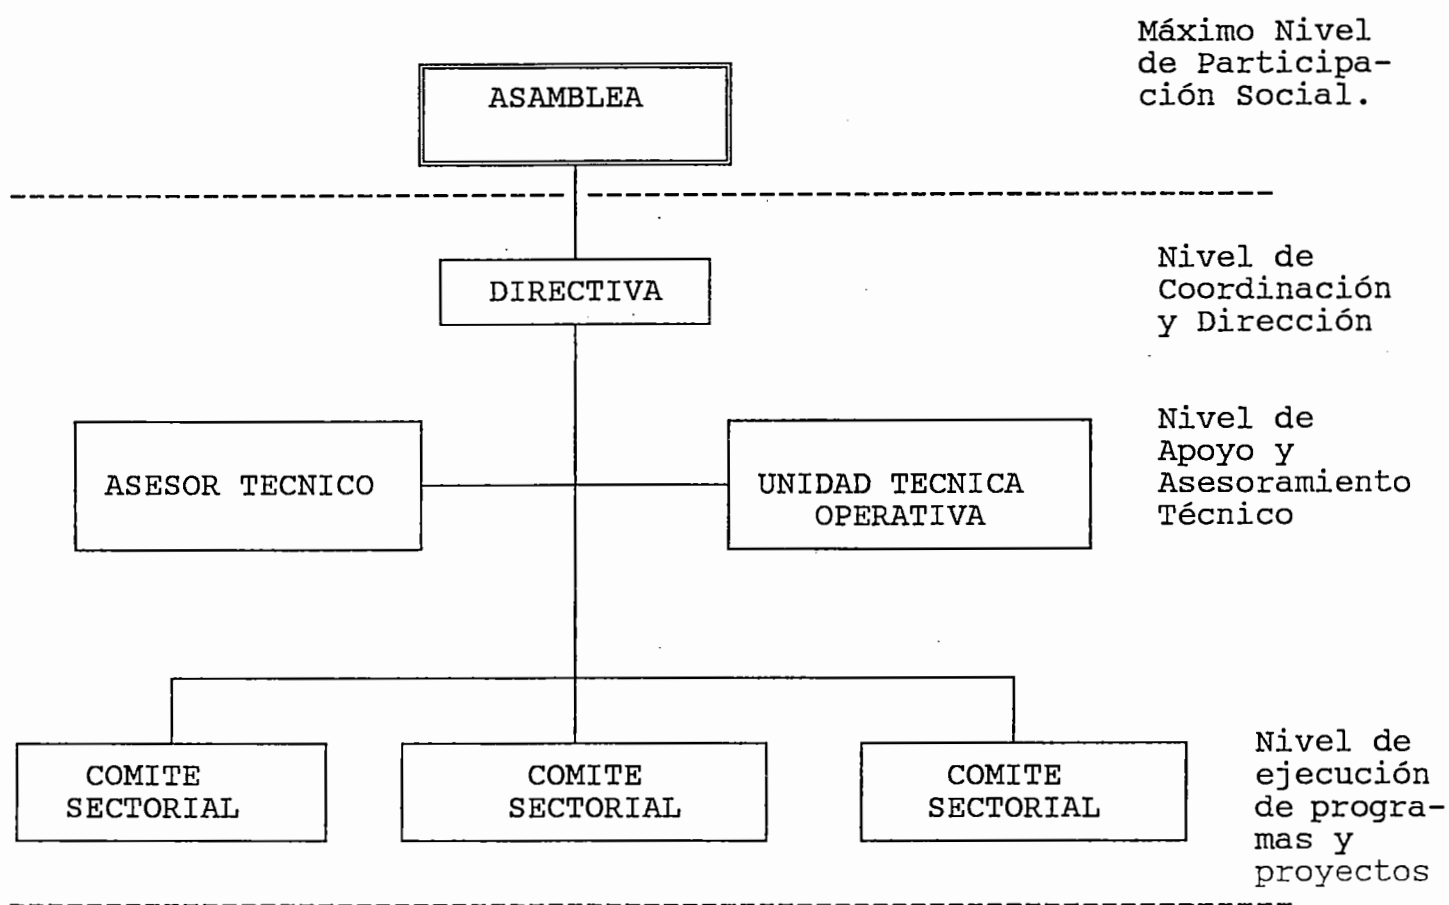 Máximo Nivel
de Participa-
ción Social.
ASAMBLEA
DIRECTIVA
Nivel de
Coordinación
y Dirección
ASESOR TECNICO
UNIDAD TECNICA
OPERATIVA
Nivel de
Apoyo y
Asesoramiento
Técnico
COMITE
SECTORIAL
COMITE
SECTORIAL
COMITE
SECTORIAL
Nivel de
ejecución
de progra-
mas y
proyectos